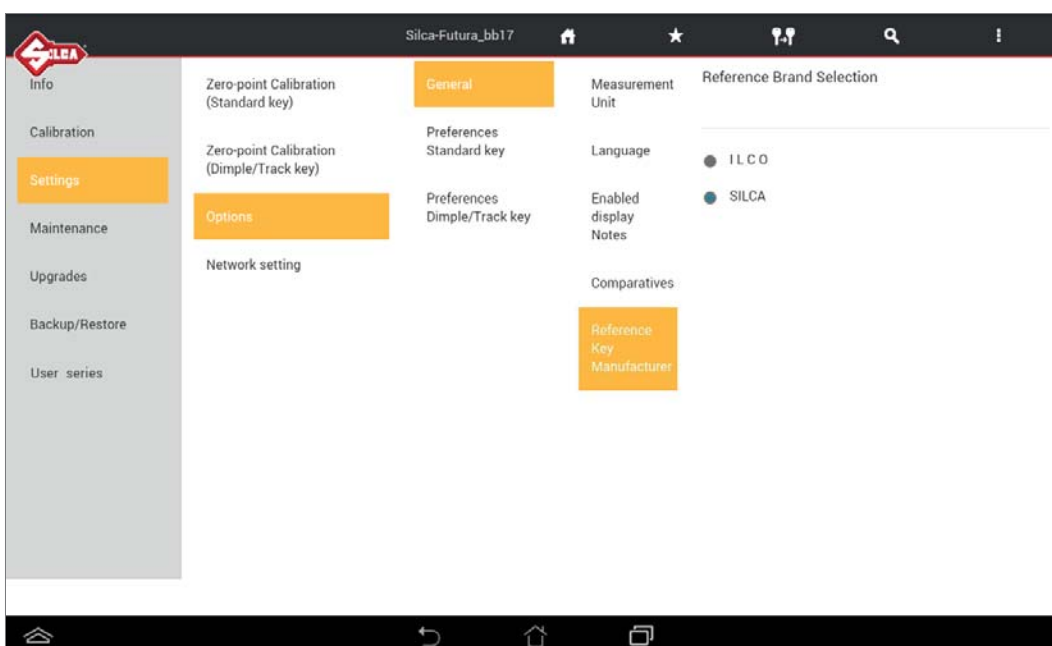 Silca-Futura_bb17
SILCA
Info
Calibration
Settings
Maintenance
Upgrades
Backup/Restore
User series
Zero-point Calibration
(Standard key)
Zero-point Calibration
(Dimple/Track key)
Options
Network setting
General
Preferences
Standard key
Preferences
Dimple/Track key
Measurement
Unit
Language
Enabled
display
Notes
Comparatives
Reference
Key
Manufacturer
Reference Brand Selection
ILCO
SILCA